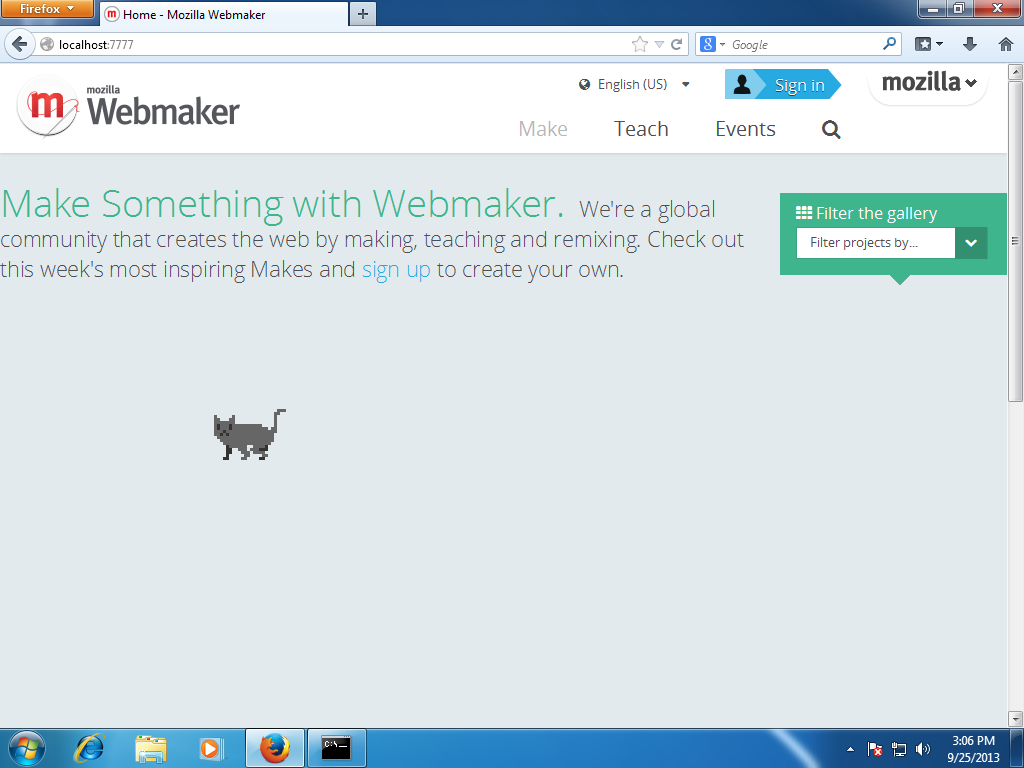 Firefox
Home - Mozilla Webmaker
localhost:7777
Google
mozilla
Webmaker
English (US)
Sign in
mozilla
Make
Teach
Events
Make Something with Webmaker. We're a global
community that creates the web by making, teaching and remixing. Check out
this week's most inspiring Makes and sign up to create your own.
Filter the gallery
Filter projects by...
3:06 PM
9/25/2013